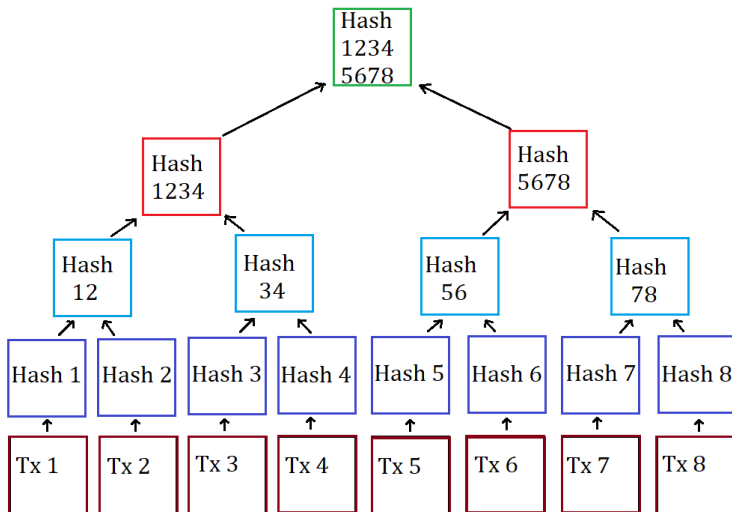 Hash
1234
5678
Hash
1234
Hash
5678
Hash
12
Hash
34
Hash
56
Hash
78
Hash 1
Hash 2
Hash 3
Hash 4
Hash 5
Hash 6
Hash 7
Hash 8
Tx 1
Tx 2
Tx 3
Tx 4
Tx 5
Tx 6
Tx 7
Tx 8